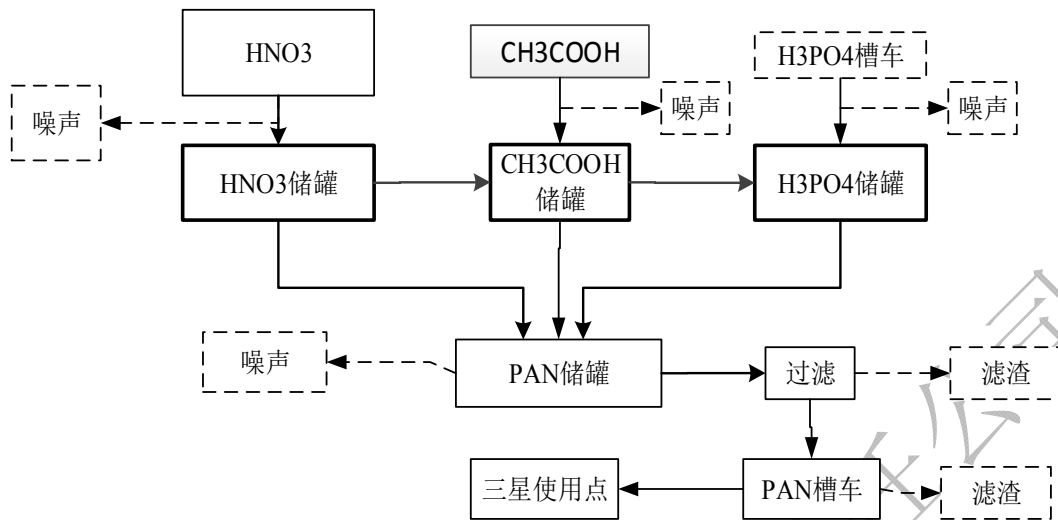 HNO3
CH3COOH
H3PO4槽车
噪声
噪声
噪声
HNO3储罐
CH3COOH
储罐
H3PO4储罐
噪声
PAN储罐
过滤
滤渣
三星使用点
PAN槽车
滤渣
公司